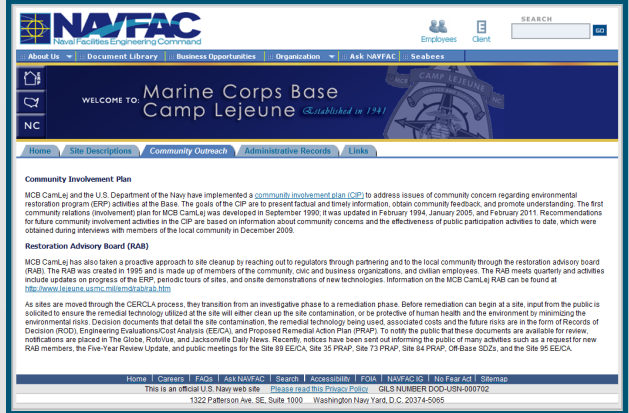 NAVFAC
Naval Facilities Engineering Command
Employees
Client
SEARCH
GO
::: About Us ::: Document Library ::: Business Opportunities ::: Organization ::: Ask NAVFAC ::: Seabees
NC
WELCOME TO: Marine Corps Base
Camp Lejeune Established in 1941
MCB CAMP LEJEUNE NC
Home Site Descriptions Community Outreach Administrative Records Links
Community Involvement Plan
MCB CamLej and the U.S. Department of the Navy have implemented a community involvement plan (CIP) to address issues of community concern regarding environmental
restoration program (ERP) activities at the Base. The goals of the CIP are to present factual and timely information, obtain community feedback, and promote understanding. The first
community relations (involvement) plan for MCB CamLej was developed in September 1990; it was updated in February 1994, January 2005, and February 2011. Recommendations
for future community involvement activities in the CIP are based on information about community concerns and the effectiveness of public participation activities to date, which were
obtained during interviews with members of the local community in December 2009.
Restoration Advisory Board (RAB)
MCB CamLej has also taken a proactive approach to site cleanup by reaching out to regulators through partnering and to the local community through the restoration advisory board
(RAB). The RAB was created in 1995 and is made up of members of the community, civic and business organizations, and civilian employees. The RAB meets quarterly and activities
include updates on progress of the ERP, periodic tours of sites, and onsite demonstrations of new technologies. Information on the MCB CamLej RAB can be found at
http://www.lejeune.usmc.mil/emd/rab/rab.htm
As sites are moved through the CERCLA process, they transition from an investigative phase to a remediation phase. Before remediation can begin at a site, input from the public is
solicited to ensure the remedial technology utilized at the site will either clean up the site contamination, or be protective of human health and the environment by minimizing the
environmental risks. Decision documents that detail the site contamination, the remedial technology being used, associated costs and the future risks are in the form of Records of
Decision (ROD), Engineering Evaluations/Cost Analysis (EE/CA), and Proposed Remedial Action Plan (PRAP). To notify the public that these documents are available for review,
notifications are placed in The Globe, RotoVue, and Jacksonville Daily News. Recently, notices have been sent out informing the public of many activities such as a request for new
RAB members, the Five-Year Review Update, and public meetings for the Site 89 EE/CA, Site 35 PRAP, Site 73 PRAP, Site 84 PRAP, Off-Base SDZs, and the Site 95 EE/CA.
Home | Careers | FAQs | Ask NAVFAC | Search | Accessibility | FOIA | NAVFAC IG | No Fear Act | Sitemap
This is an official U.S. Navy web site Please read this Privacy Policy GILS NUMBER DOD-USN-000702
1322 Patterson Ave. SE, Suite 1000 Washington Navy Yard, D.C. 20374-5065